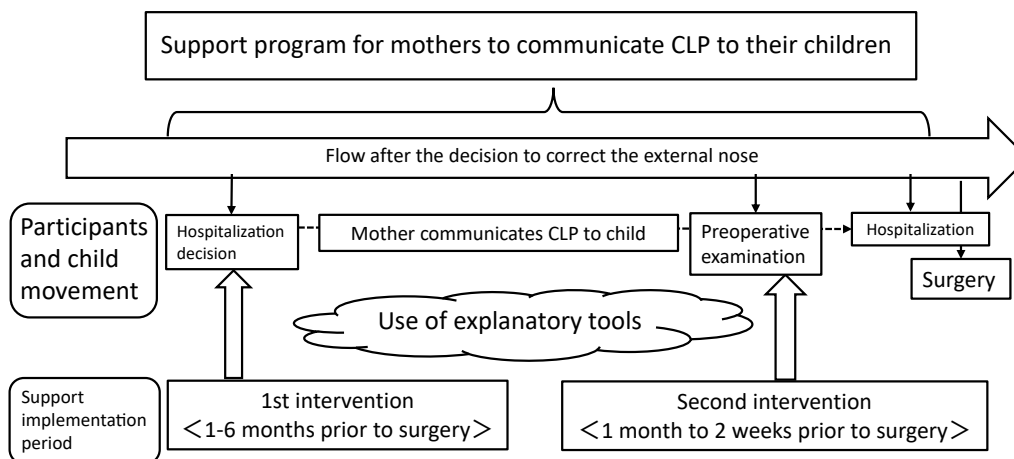 Support program for mothers to communicate CLP to their children
Flow after the decision to correct the external nose
Participants
and child
movement
Hospitalization
decision
Mother communicates CLP to child
Preoperative
examination
Hospitalization
Surgery
Use of explanatory tools
Support
implementation
period
1st intervention
<1-6 months prior to surgery>
Second intervention
<1 month to 2 weeks prior to surgery>